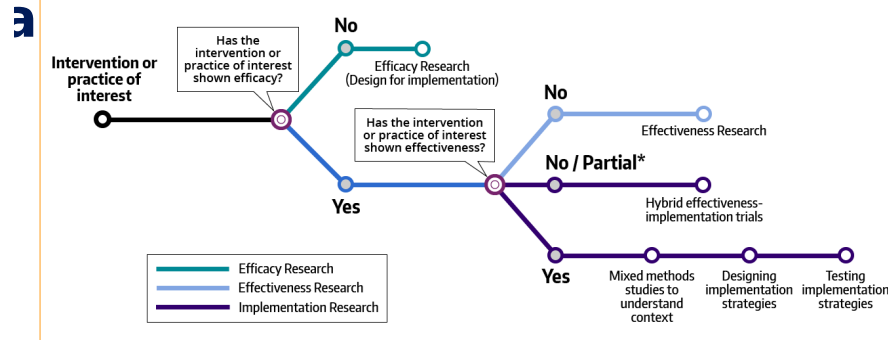 a
Intervention or
practice of
interest
Has the
intervention or
practice of interest
shown efficacy?
No
Efficacy Research
(Design for implementation)
Yes
Has the intervention
or practice of interest
shown effectiveness?
No
Effectiveness Research
No / Partial*
Hybrid effectiveness-
implementation trials
Yes
Mixed methods
studies to
understand
context
Designing
implementation
strategies
Testing
implementation
strategies
Efficacy Research
Effectiveness Research
Implementation Research